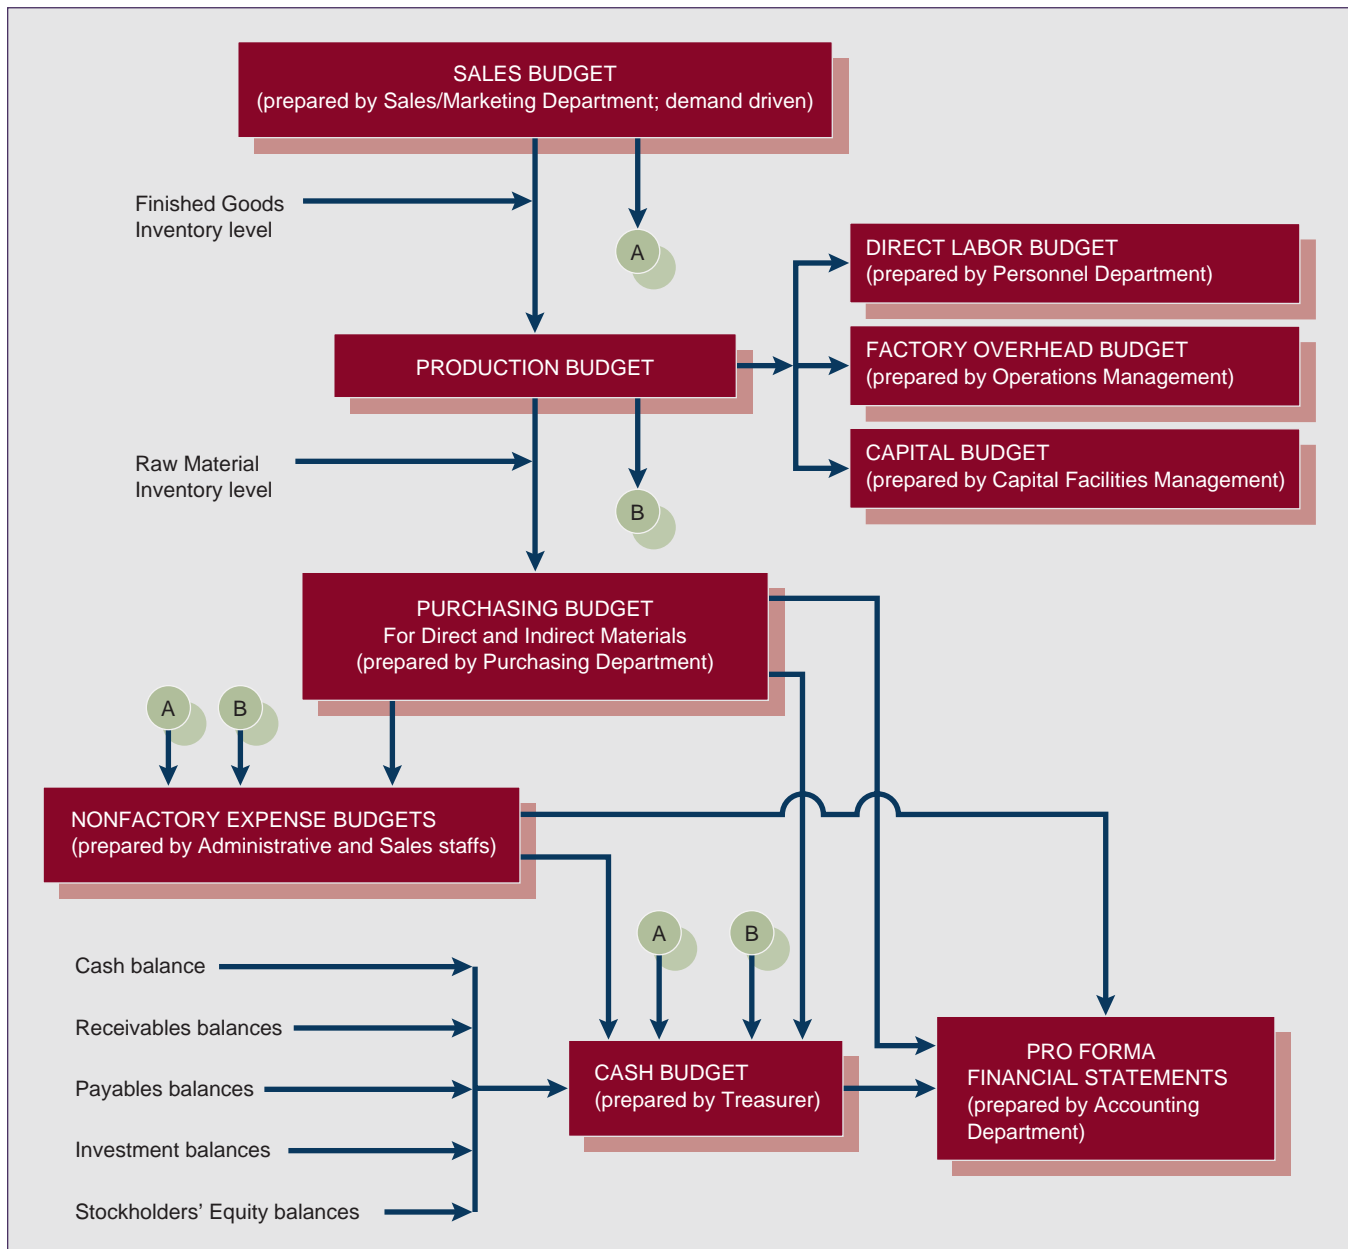 SALES BUDGET
(prepared by Sales/Marketing Department; demand driven)
Finished Goods
Inventory level
A
DIRECT LABOR BUDGET
(prepared by Personnel Department)
PRODUCTION BUDGET
FACTORY OVERHEAD BUDGET
(prepared by Operations Management)
CAPITAL BUDGET
(prepared by Capital Facilities Management)
Raw Material
Inventory level
B
PURCHASING BUDGET
For Direct and Indirect Materials
(prepared by Purchasing Department)
A
B
NONFACTORY EXPENSE BUDGETS
(prepared by Administrative and Sales staffs)
A
B
Cash balance
Receivables balances
Payables balances
Investment balances
Stockholders’ Equity balances
CASH BUDGET
(prepared by Treasurer)
PRO FORMA
FINANCIAL STATEMENTS
(prepared by Accounting
Department)